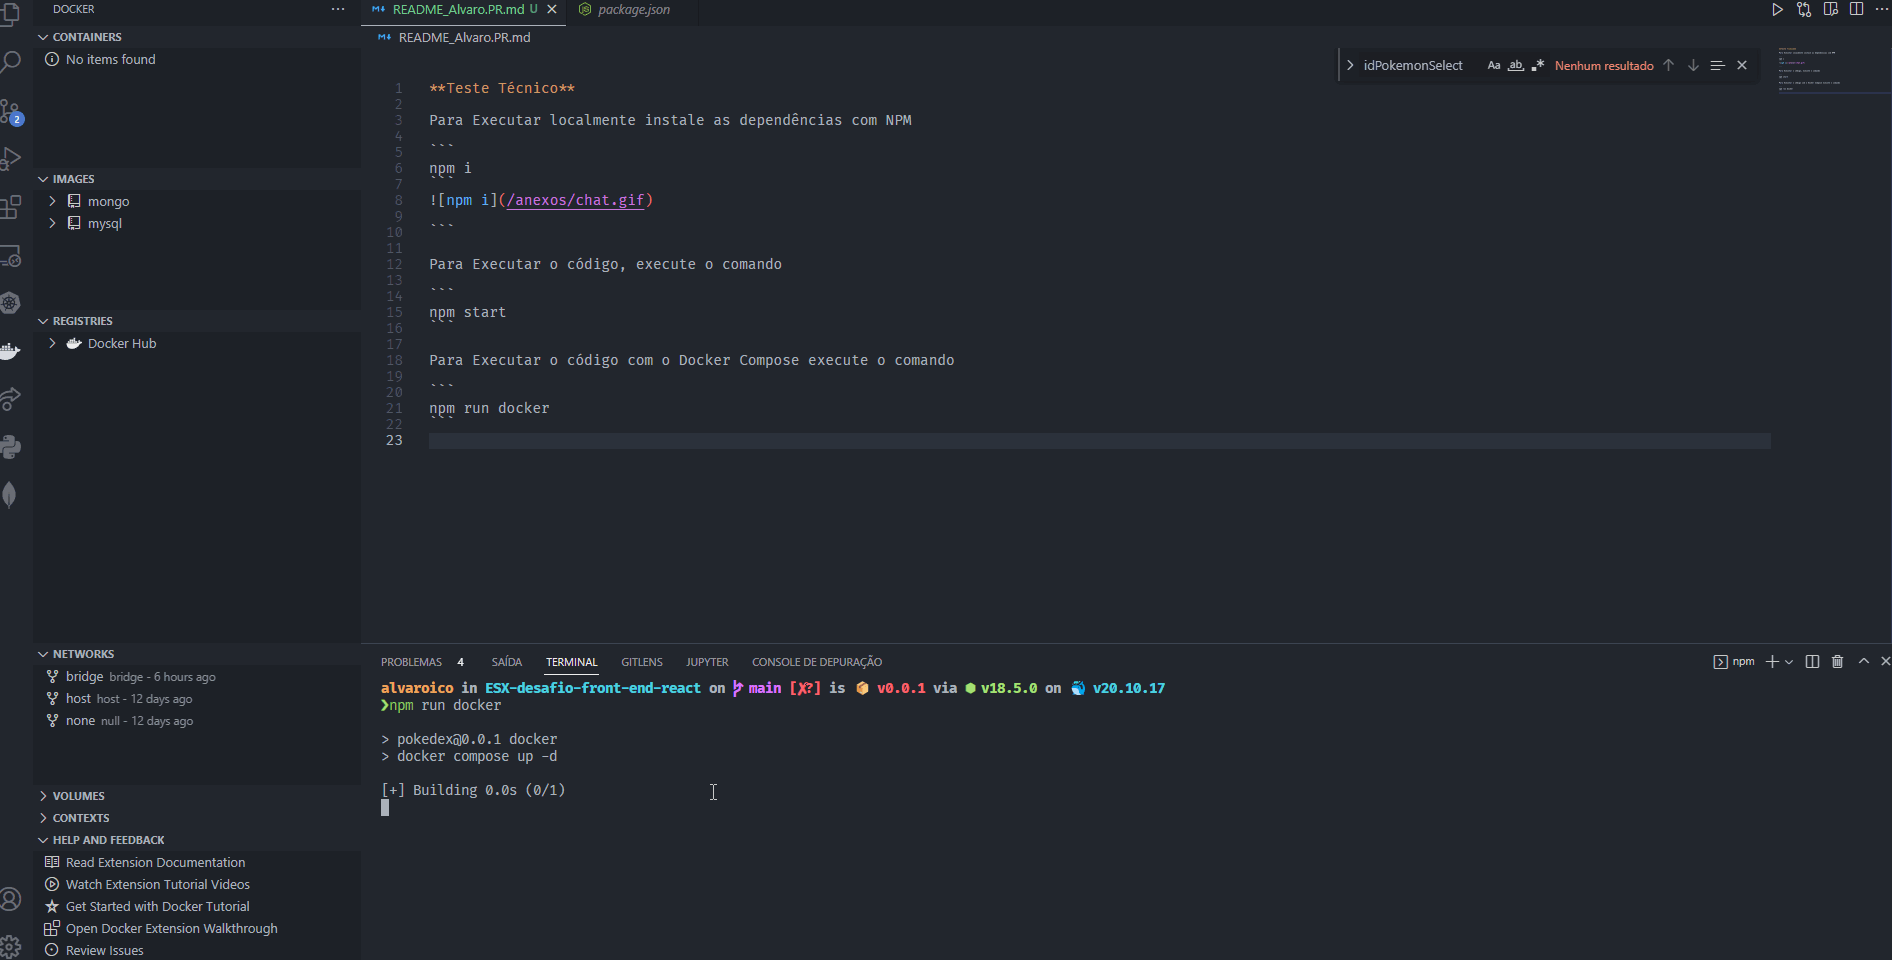 DOCKER
CONTAINERS
No items found
IMAGES
mongo
mysql
REGISTRIES
Docker Hub
NETWORKS
bridge bridge - 6 hours ago
host host - 12 days ago
none null - 12 days ago
VOLUMES
CONTEXTS
HELP AND FEEDBACK
Read Extension Documentation
Watch Extension Tutorial Videos
Get Started with Docker Tutorial
Open Docker Extension Walkthrough
Review Issues
2
README_Alvaro.PR.md U
package.json
README_Alvaro.PR.md
idPokemonSelect Aa ab Nenhum resultado
1 **Teste Técnico**
2
3 Para Executar localmente instale as dependências com NPM
4
5 ```
6 npm i
7 ```
8 ![npm i](/anexos/chat.gif)
9
10 ```
11
12 Para Executar o código, execute o comando
13
14 ```
15 npm start
16 ```
17
18 Para Executar o código com o Docker Compose execute o comando
19
20 ```
21 npm run docker
22 ```
23
PROBLEMAS 4 SAÍDA TERMINAL GITLENS JUPYTER CONSOLE DE DEPURAÇÃO npm
alvaroico in ESX-desafio-front-end-react on main [✘?] is v0.0.1 via v18.5.0 on v20.10.17
❯npm run docker
> pokedex@0.0.1 docker
> docker compose up -d
[+] Building 0.0s (0/1)